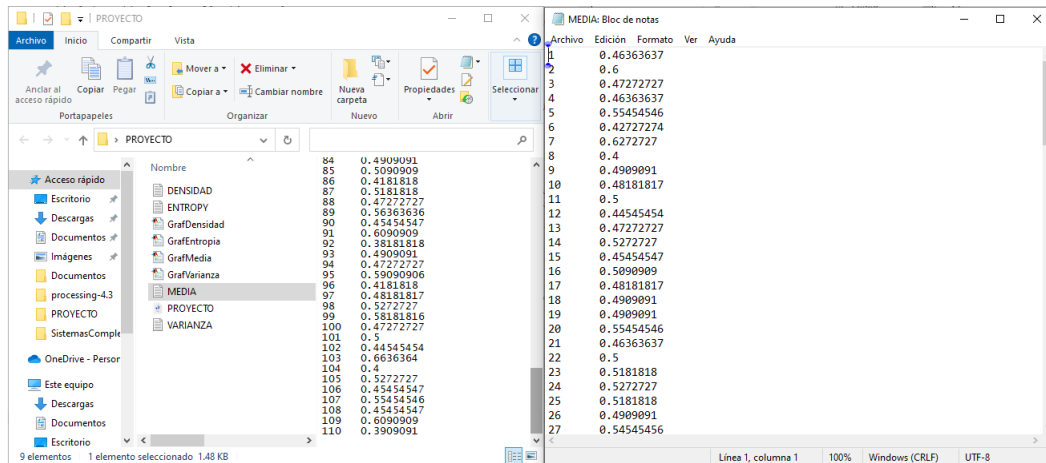 PROYECTO
Archivo Inicio Compartir Vista
Anclar al acceso rápido
Copiar
Pegar
Mover a
Copiar a
Eliminar
Cambiar nombre
Nueva carpeta
Propiedades
Seleccionar
Portapapeles Organizar Nuevo Abrir
PROYECTO
Acceso rápido
Escritorio
Descargas
Documentos
Imágenes
Documentos
processing-4.3
PROYECTO
SistemasComple
OneDrive - Person
Este equipo
Descargas
Documentos
Escritorio
Nombre
DENSIDAD
ENTROPY
GrafDensidad
GrafEntropia
GrafMedia
GrafVarianza
MEDIA
PROYECTO
VARIANZA
84 0.4909091
85 0.5090909
86 0.4181818
87 0.5181818
88 0.47272727
89 0.56363636
90 0.45454547
91 0.6090909
92 0.38181818
93 0.4909091
94 0.47272727
95 0.59090906
96 0.4181818
97 0.48181817
98 0.5272727
99 0.58181816
100 0.47272727
101 0.5
102 0.44545454
103 0.6636364
104 0.4
105 0.5272727
106 0.45454547
107 0.55454546
108 0.45454547
109 0.6090909
110 0.3909091
9 elementos 1 elemento seleccionado 1.48 KB
MEDIA: Bloc de notas
Archivo Edición Formato Ver Ayuda
1 0.46363637
2 0.6
3 0.47272727
4 0.46363637
5 0.55454546
6 0.42727274
7 0.6272727
8 0.4
9 0.4909091
10 0.48181817
11 0.5
12 0.44545454
13 0.47272727
14 0.5272727
15 0.45454547
16 0.5090909
17 0.48181817
18 0.4909091
19 0.4909091
20 0.55454546
21 0.46363637
22 0.5
23 0.5181818
24 0.5272727
25 0.5181818
26 0.4909091
27 0.54545456
Línea 1, columna 1 100% Windows (CRLF) UTF-8